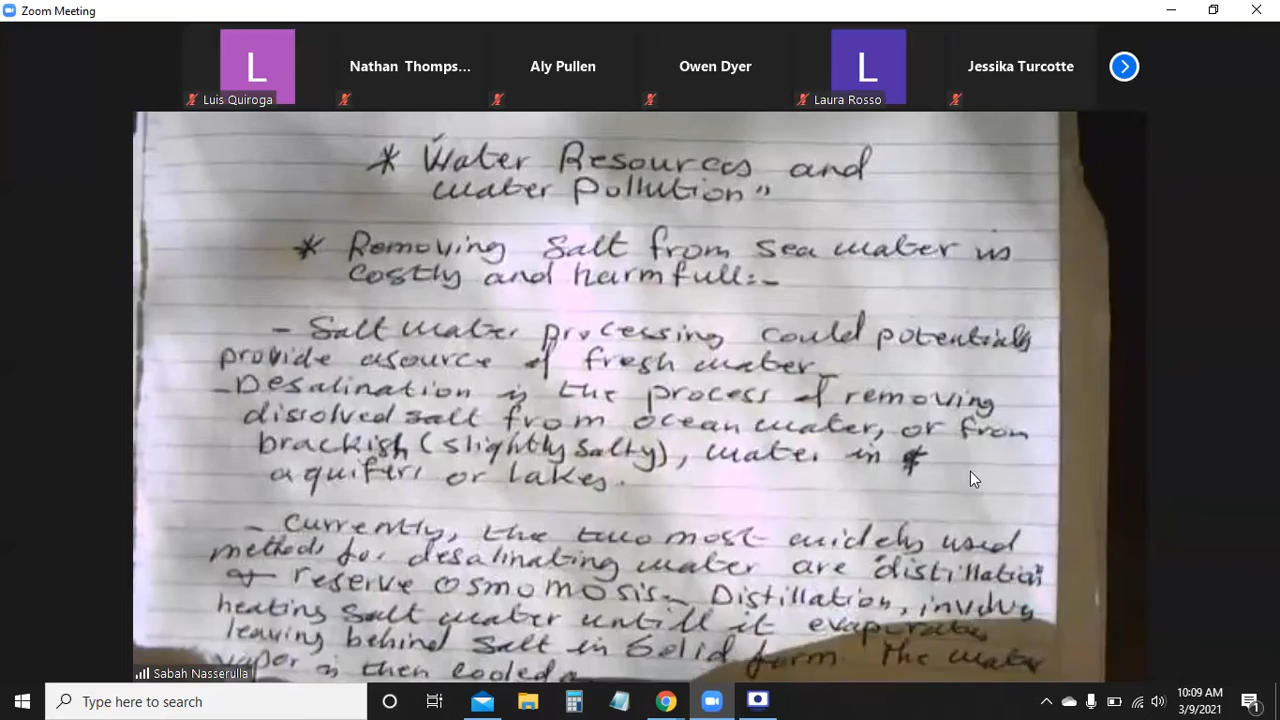 Zoom Meeting
L
Nathan Thomps...
Aly Pullen
Owen Dyer
L
Jessika Turcotte
Luis Quiroga
Laura Rosso
* "Water Resources and
water pollution"
* Removing Salt from sea water is
costly and harmfull:-
- Salt water processing could potentially
provide a source of fresh water
- Desalination is the process of removing
dissolved salt from ocean water, or from
brackish (slightly salty), water in
aquifers or lakes.
- Currently, the two most widely used
methods for desalinating water are "distillation"
reserve osmomosis. Distillation, involves
heating salt water untill it evaporates
leaving behind salt in solid form. The water
vapor is then cooled
Sabah Nasserulla
Type here to search
10:09 AM
3/9/2021
1